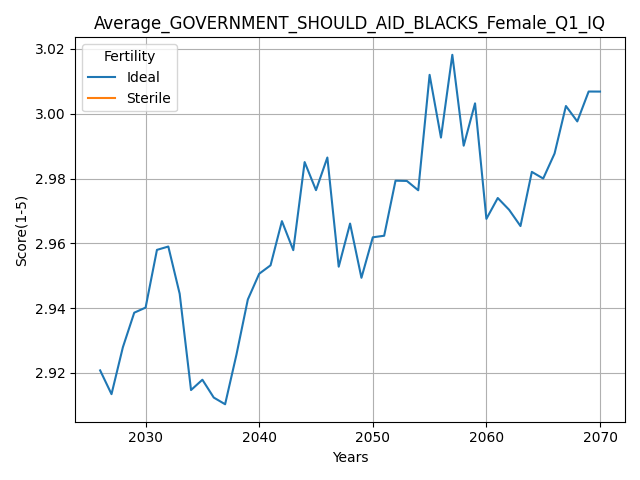 Average_GOVERNMENT_SHOULD_AID_BLACKS_Female_Q1_IQ
Fertility
Ideal
Sterile
Score(1-5)
3.02
3.00
2.98
2.96
2.94
2.92
2030 2040 2050 2060 2070
Years